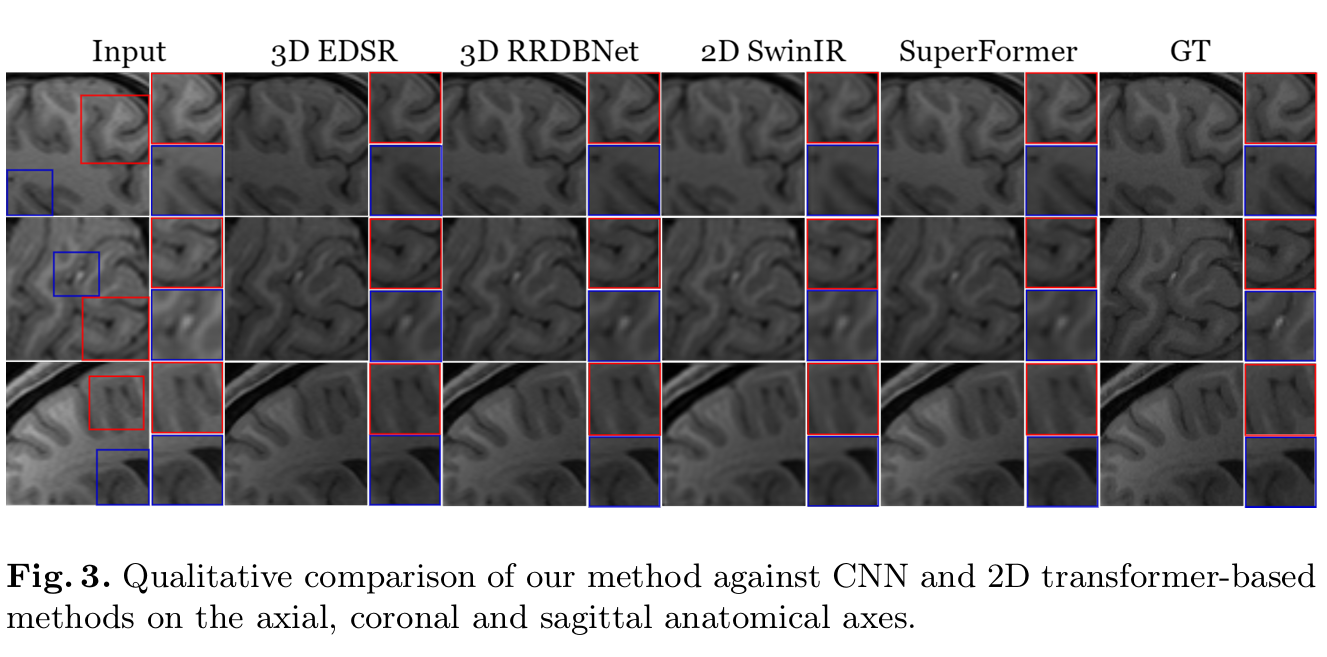 Input 3D EDSR 3D RRDBNet 2D SwinIR SuperFormer GT
Fig. 3. Qualitative comparison of our method against CNN and 2D transformer-based
methods on the axial, coronal and sagittal anatomical axes.